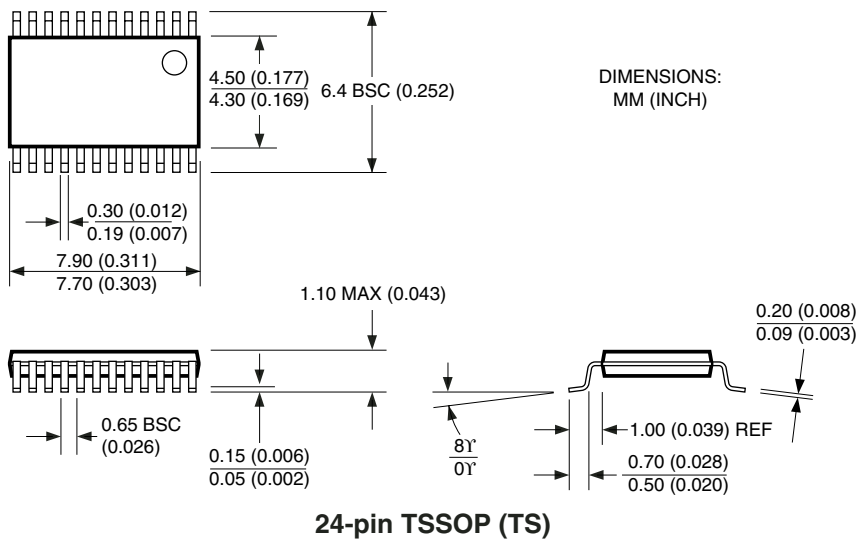 4.50 (0.177)
4.30 (0.169)
6.4 BSC (0.252)
DIMENSIONS:
MM (INCH)
0.30 (0.012)
0.19 (0.007)
7.90 (0.311)
7.70 (0.303)
1.10 MAX (0.043)
0.20 (0.008)
0.09 (0.003)
0.65 BSC
(0.026)
0.15 (0.006)
0.05 (0.002)
8ϒ
0ϒ
1.00 (0.039) REF
0.70 (0.028)
0.50 (0.020)
24-pin TSSOP (TS)